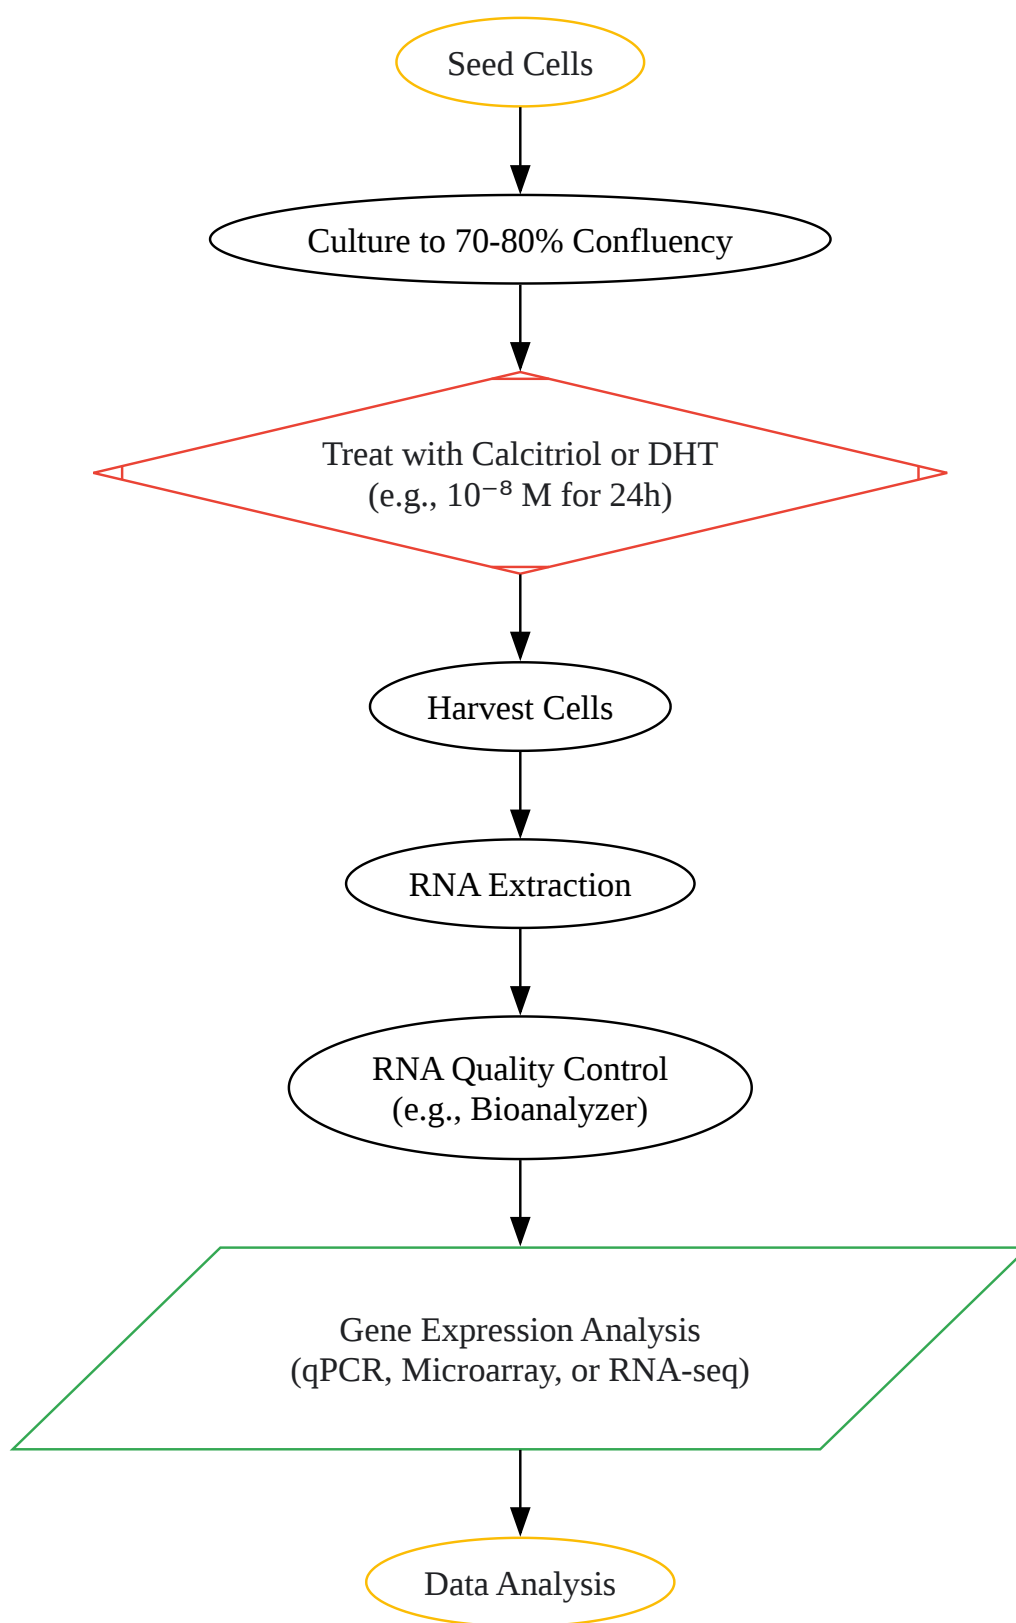 Seed Cells
Culture to 70-80% Confluency
Treat with Calcitriol or DHT
(e.g., 10⁻⁸ M for 24h)
Harvest Cells
RNA Extraction
RNA Quality Control
(e.g., Bioanalyzer)
Gene Expression Analysis
(qPCR, Microarray, or RNA-seq)
Data Analysis